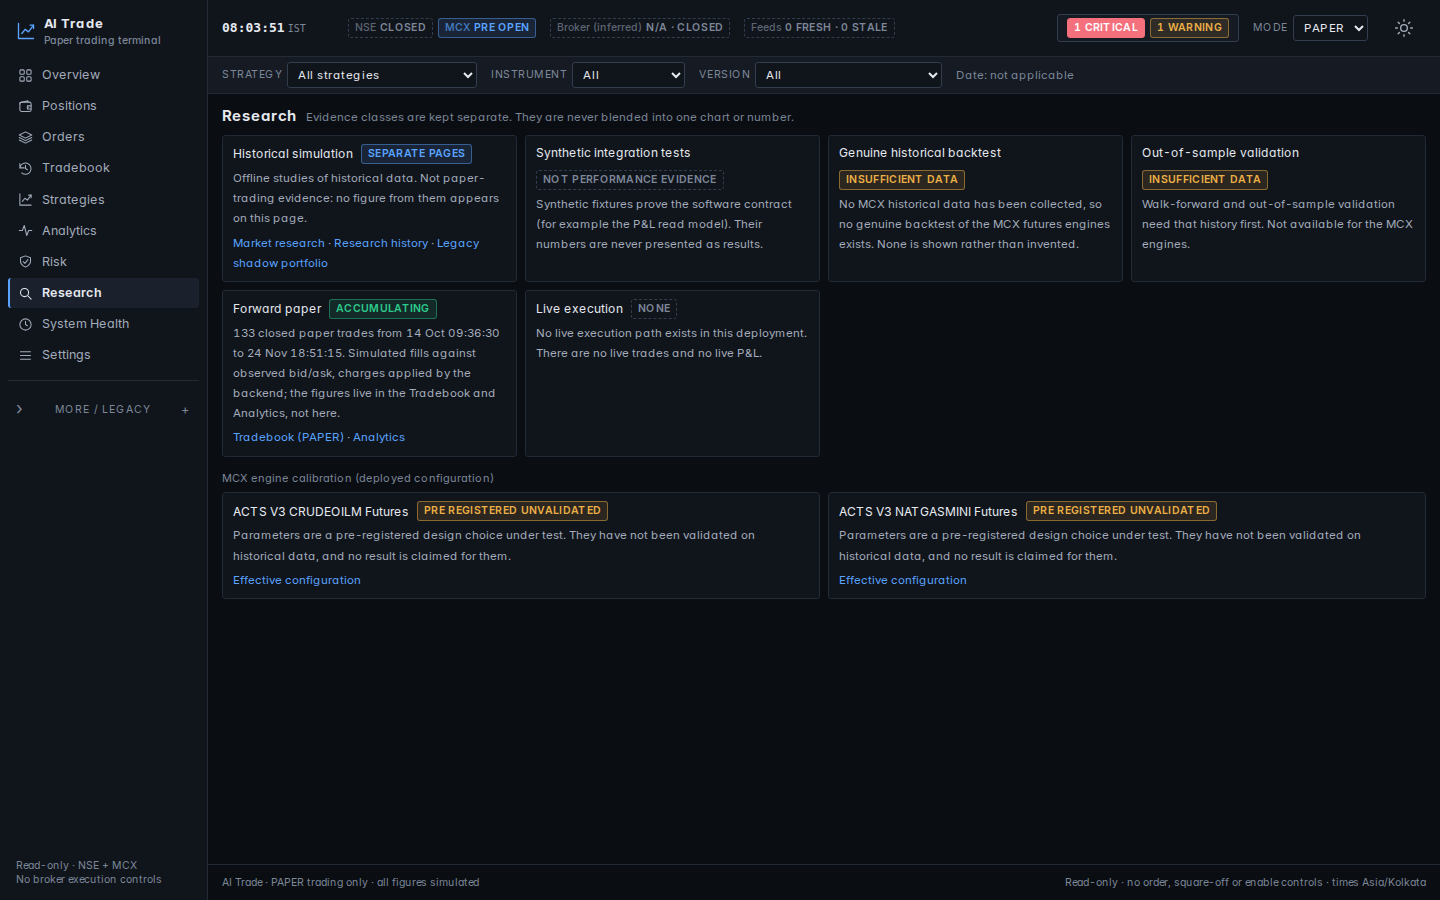 AI Trade
Paper trading terminal
Overview
Positions
Orders
Tradebook
Strategies
Analytics
Risk
Research
System Health
Settings
MORE / LEGACY +
Read-only · NSE + MCX
No broker execution controls
08:03:51 IST
NSE CLOSED
MCX PRE OPEN
Broker (inferred) N/A · CLOSED
Feeds 0 FRESH · 0 STALE
1 CRITICAL
1 WARNING
MODE PAPER
STRATEGY All strategies
INSTRUMENT All
VERSION All
Date: not applicable
Research Evidence classes are kept separate. They are never blended into one chart or number.
Historical simulation SEPARATE PAGES
Offline studies of historical data. Not paper-
trading evidence: no figure from them appears
on this page.
Market research · Research history · Legacy
shadow portfolio
Synthetic integration tests
NOT PERFORMANCE EVIDENCE
Synthetic fixtures prove the software contract
(for example the P&L read model). Their
numbers are never presented as results.
Genuine historical backtest
INSUFFICIENT DATA
No MCX historical data has been collected, so
no genuine backtest of the MCX futures engines
exists. None is shown rather than invented.
Out-of-sample validation
INSUFFICIENT DATA
Walk-forward and out-of-sample validation
need that history first. Not available for the MCX
engines.
Forward paper ACCUMULATING
133 closed paper trades from 14 Oct 09:36:30
to 24 Nov 18:51:15. Simulated fills against
observed bid/ask, charges applied by the
backend; the figures live in the Tradebook and
Analytics, not here.
Tradebook (PAPER) · Analytics
Live execution NONE
No live execution path exists in this deployment.
There are no live trades and no live P&L.
MCX engine calibration (deployed configuration)
ACTS V3 CRUDEOILM Futures PRE REGISTERED UNVALIDATED
Parameters are a pre-registered design choice under test. They have not been validated on
historical data, and no result is claimed for them.
Effective configuration
ACTS V3 NATGASMINI Futures PRE REGISTERED UNVALIDATED
Parameters are a pre-registered design choice under test. They have not been validated on
historical data, and no result is claimed for them.
Effective configuration
AI Trade · PAPER trading only · all figures simulated
Read-only · no order, square-off or enable controls · times Asia/Kolkata